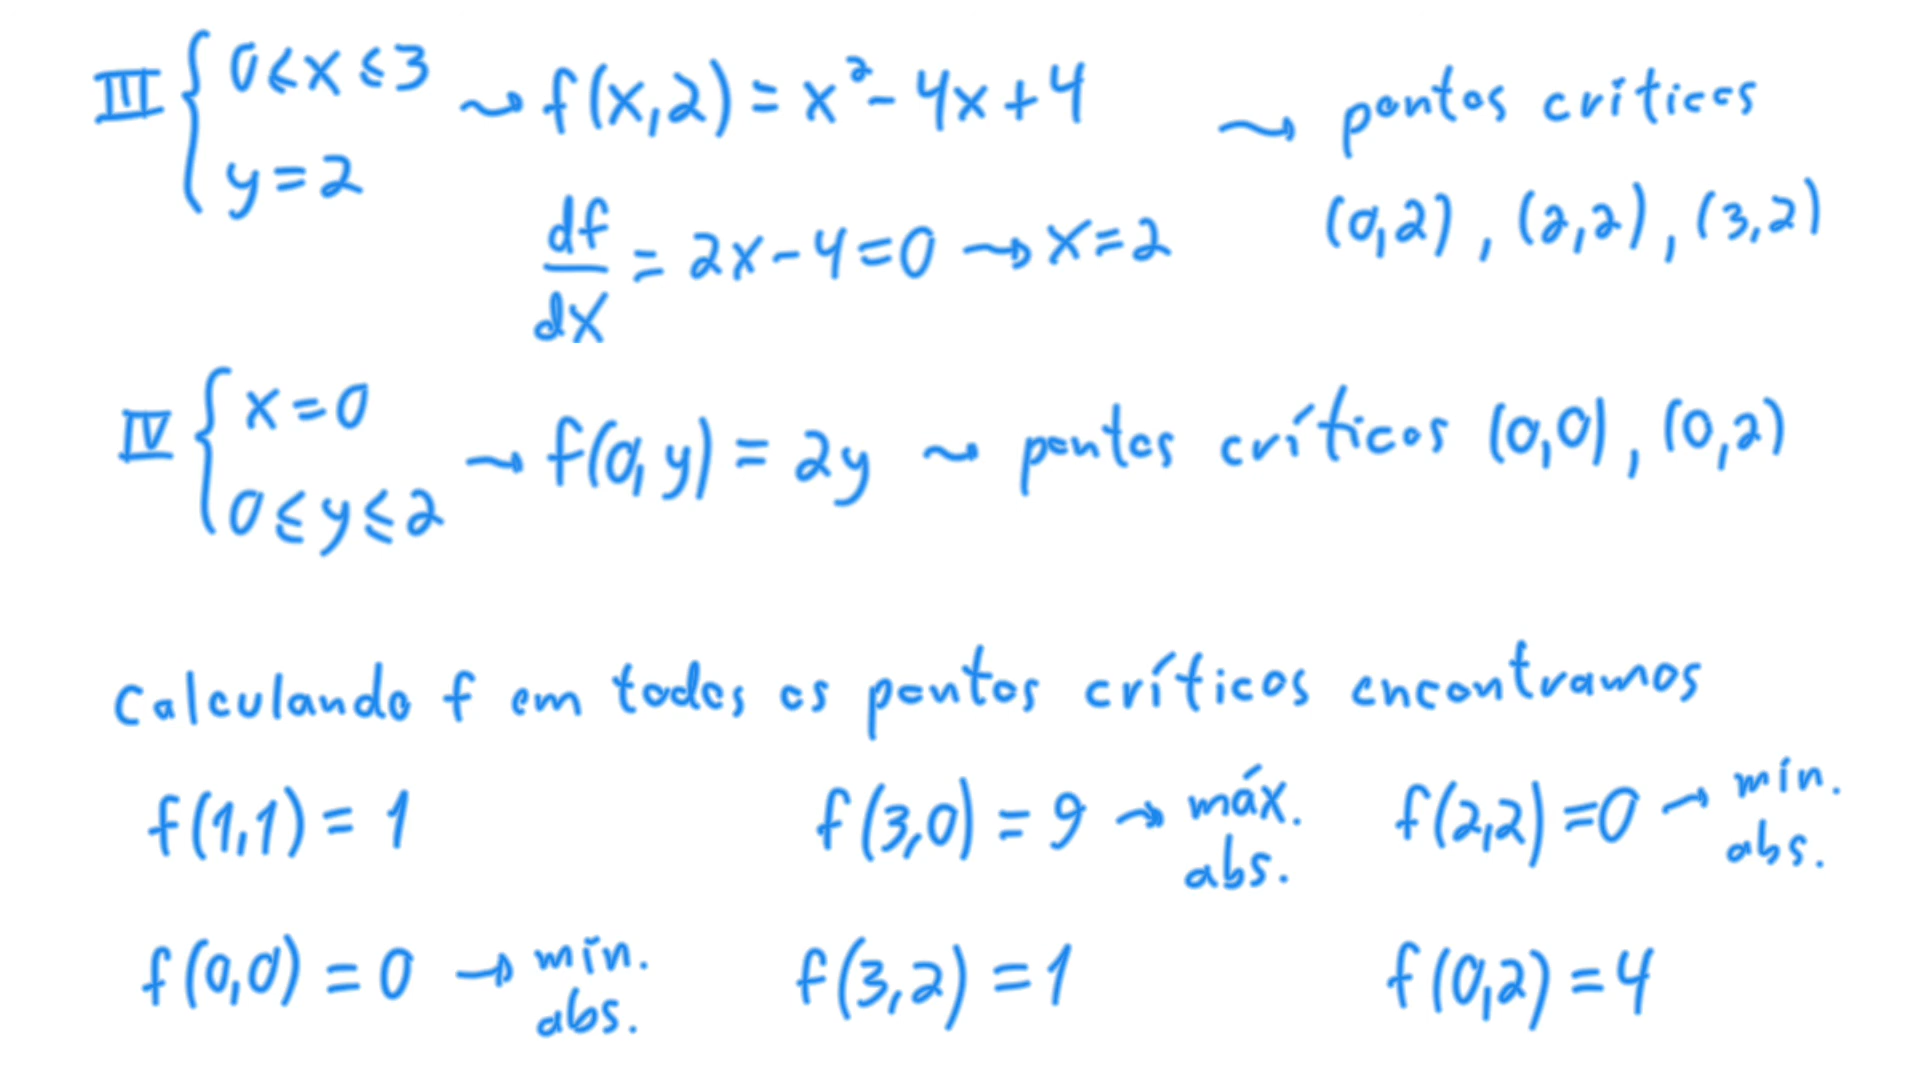 III { 0 ≤ x ≤ 3 ⇝ f(x,2) = x² - 4x + 4 ⇝ pontos críticos
y = 2
df/dx = 2x - 4 = 0 → x = 2 (0,2), (2,2), (3,2)
IV { x = 0
⇝ f(0,y) = 2y ⇝ pontos críticos (0,0), (0,2)
0 ≤ y ≤ 2
Calculando f em todos os pontos críticos encontramos
f(1,1) = 1 f(3,0) = 9 → máx. abs. f(2,2) = 0 → mín. abs.
f(0,0) = 0 → mín. abs. f(3,2) = 1 f(0,2) = 4